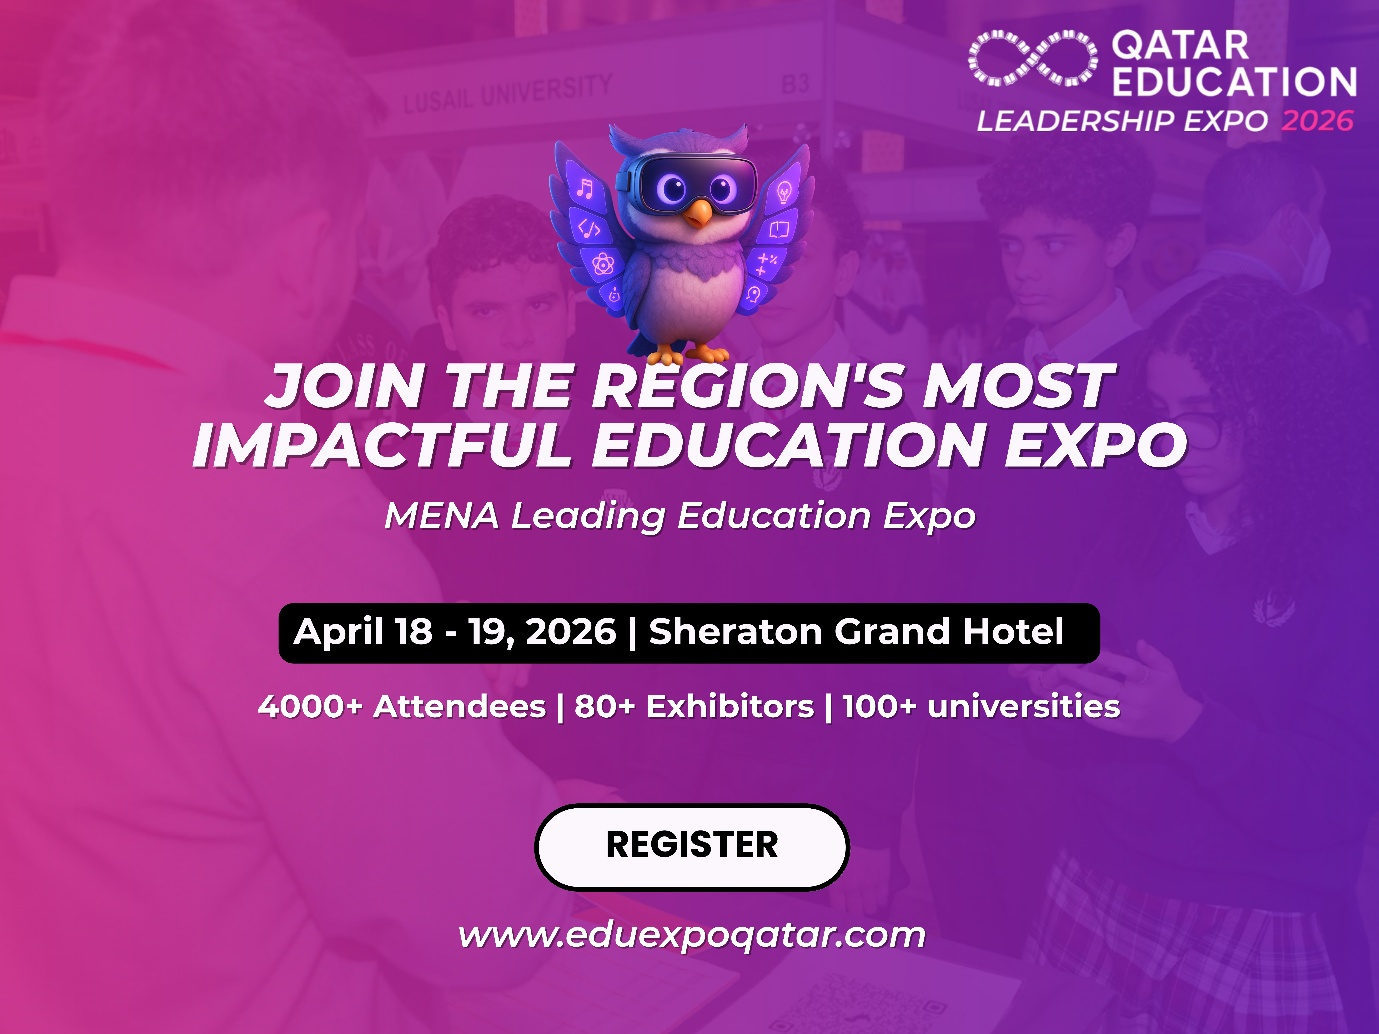 QATAR
EDUCATION
LEADERSHIP EXPO 2026
LUSAIL UNIVERSITY B3
JOIN THE REGION'S MOST
IMPACTFUL EDUCATION EXPO
MENA Leading Education Expo
April 18 - 19, 2026 | Sheraton Grand Hotel
4000+ Attendees | 80+ Exhibitors | 100+ universities
REGISTER
www.eduexpoqatar.com